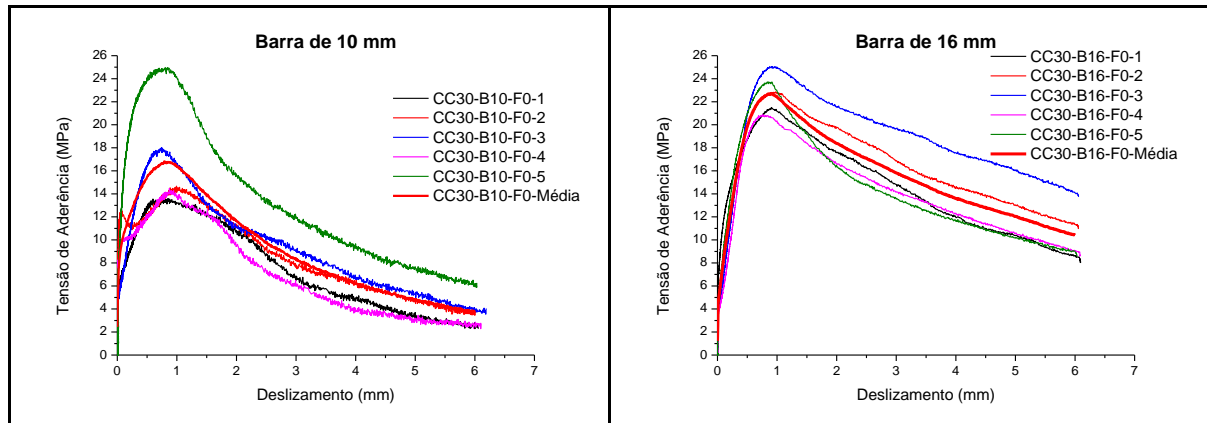 Barra de 10 mm
26
24
22
20
18
16
14
12
10
8
6
4
2
0
Tensão de Aderência (MPa)
0 1 2 3 4 5 6 7
Deslizamento (mm)
CC30-B10-F0-1
CC30-B10-F0-2
CC30-B10-F0-3
CC30-B10-F0-4
CC30-B10-F0-5
CC30-B10-F0-Média
Barra de 16 mm
26
24
22
20
18
16
14
12
10
8
6
4
2
0
Tensão de Aderência (MPa)
0 1 2 3 4 5 6 7
Deslizamento (mm)
CC30-B16-F0-1
CC30-B16-F0-2
CC30-B16-F0-3
CC30-B16-F0-4
CC30-B16-F0-5
CC30-B16-F0-Média